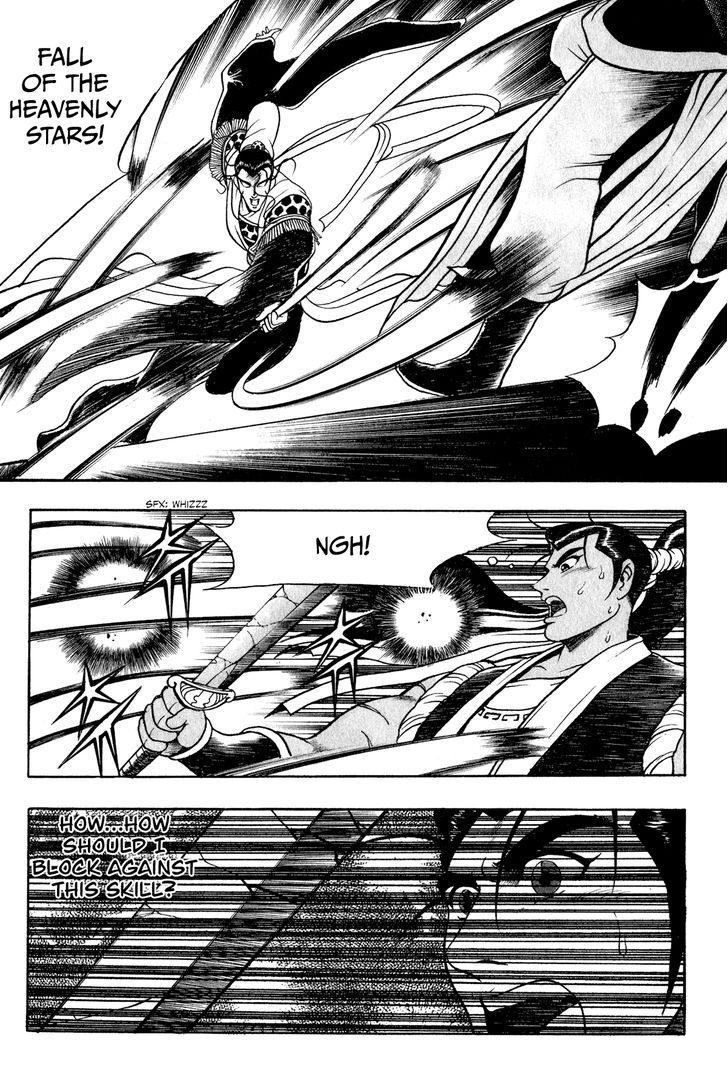 FALL
OF THE
HEAVENLY
STARS!
SFX: WHIZZZ
NGH!
HOW...HOW
SHOULD I
BLOCK AGAINST
THIS SKILL?